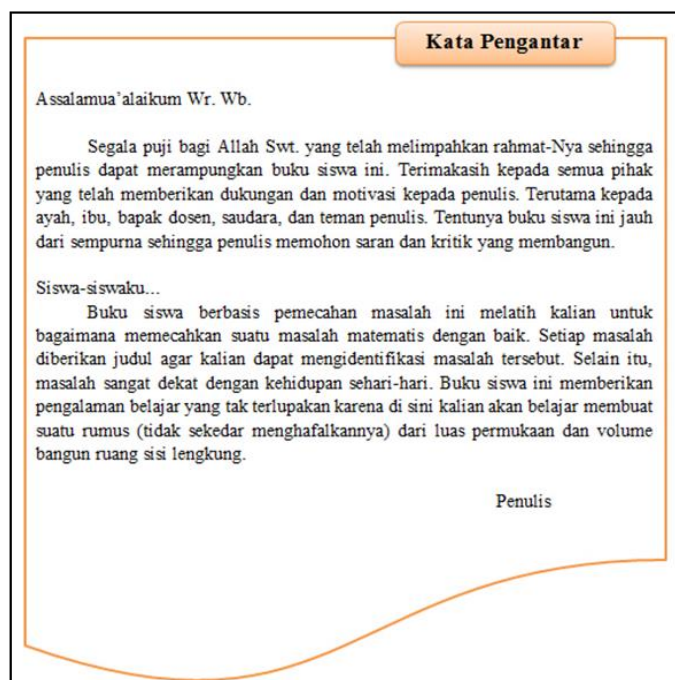 Kata Pengantar
Assalamua'alaikum Wr. Wb.
Segala puji bagi Allah Swt. yang telah melimpahkan rahmat-Nya sehingga
penulis dapat merampungkan buku siswa ini. Terimakasih kepada semua pihak
yang telah memberikan dukungan dan motivasi kepada penulis. Terutama kepada
ayah, ibu, bapak dosen, saudara, dan teman penulis. Tentunya buku siswa ini jauh
dari sempurna sehingga penulis memohon saran dan kritik yang membangun.
Siswa-siswaku...
Buku siswa berbasis pemecahan masalah ini melatih kalian untuk
bagaimana memecahkan suatu masalah matematis dengan baik. Setiap masalah
diberikan judul agar kalian dapat mengidentifikasi masalah tersebut. Selain itu,
masalah sangat dekat dengan kehidupan sehari-hari. Buku siswa ini memberikan
pengalaman belajar yang tak terlupakan karena di sini kalian akan belajar membuat
suatu rumus (tidak sekedar menghafalkannya) dari luas permukaan dan volume
bangun ruang sisi lengkung.
Penulis